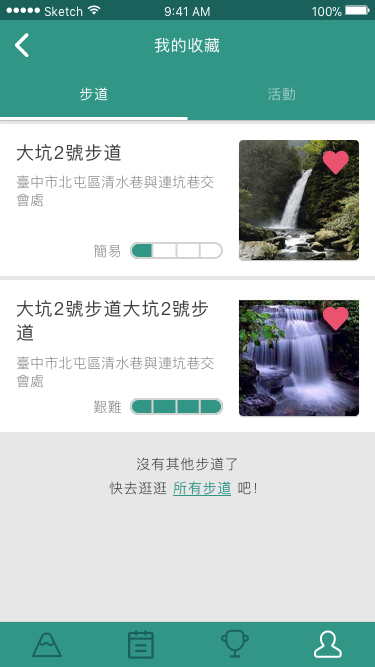 Sketch 9:41 AM 100%
我的收藏
步道 活動
大坑2號步道
臺中市北屯區清水巷與連坑巷交
會處
簡易
大坑2號步道大坑2號步
道
臺中市北屯區清水巷與連坑巷交
會處
艱難
沒有其他步道了
快去逛逛 所有步道 吧!